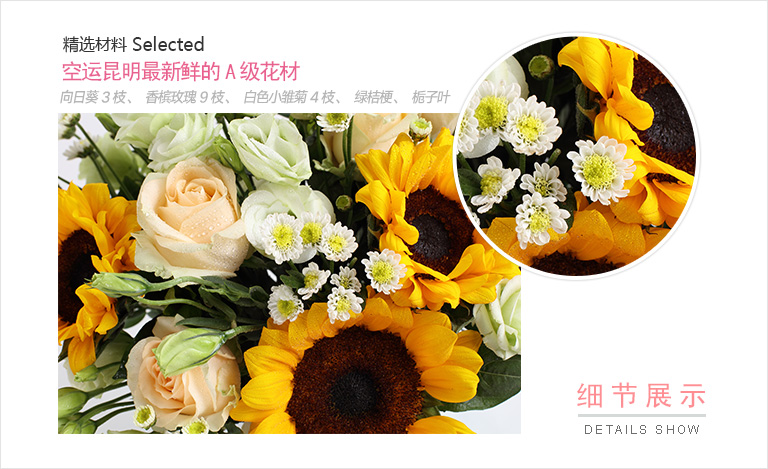 精选材料 Selected
空运昆明最新鲜的 A 级花材
向日葵 3 枝、 香槟玫瑰 9 枝、 白色小雏菊 4 枝、 绿桔梗、 栀子叶
细节展示
DETAILS SHOW